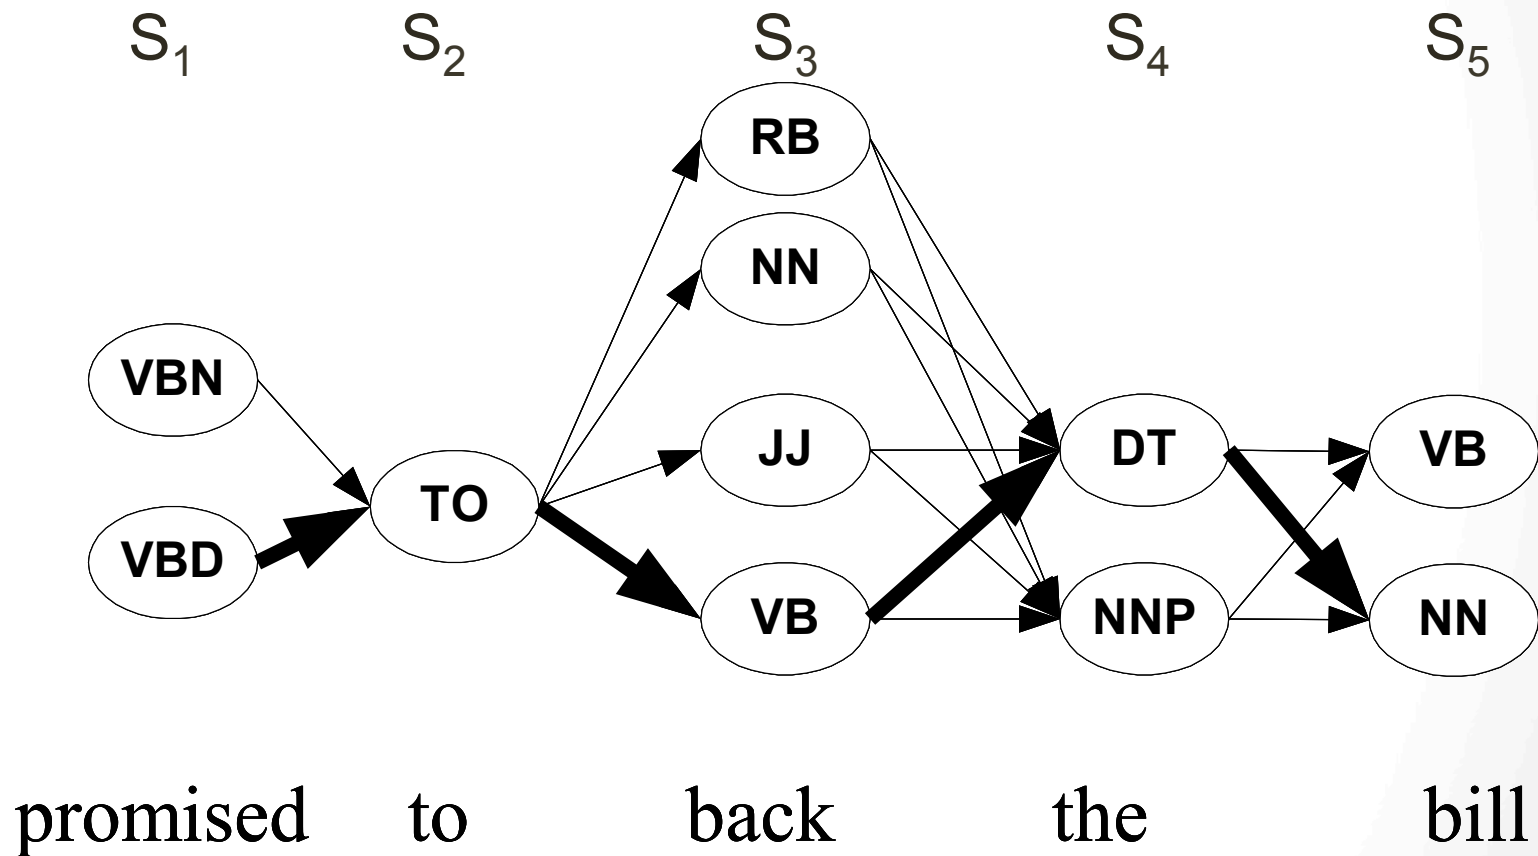 S1 S2 S3 S4 S5
RB
NN
VBN
JJ
DT
VB
TO
VBD
VB
NNP
NN
promised to back the bill